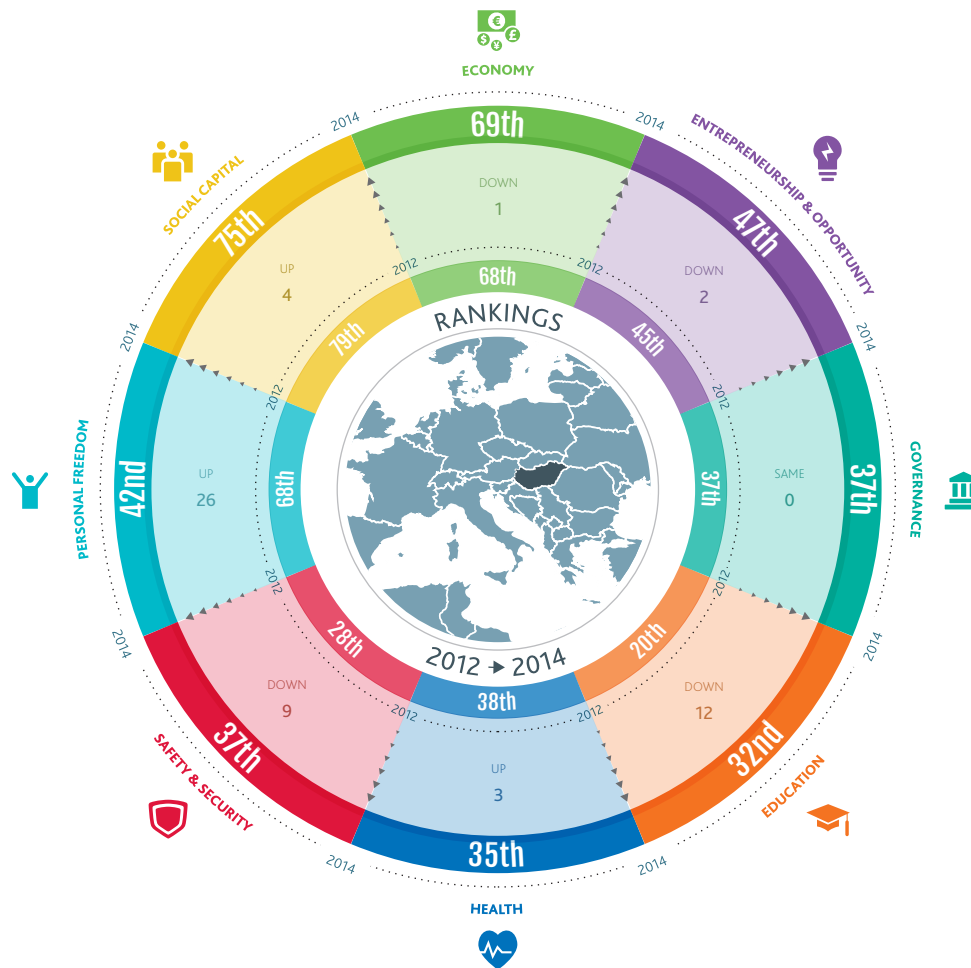 ECONOMY
2014
69th
2014
DOWN
1
2012
68th
2012
ENTREPRENEURSHIP & OPPORTUNITY
47th
DOWN
2
45th
2014
2012
GOVERNANCE
37th
SAME
0
37th
2012
2014
EDUCATION
32nd
DOWN
12
20th
2012
2014
HEALTH
35th
UP
3
38th
2012
2014
SAFETY & SECURITY
37th
DOWN
9
28th
2012
2014
PERSONAL FREEDOM
42nd
UP
26
68th
2012
2014
SOCIAL CAPITAL
75th
UP
4
79th
RANKINGS
2012 → 2014
€
$
¥
£